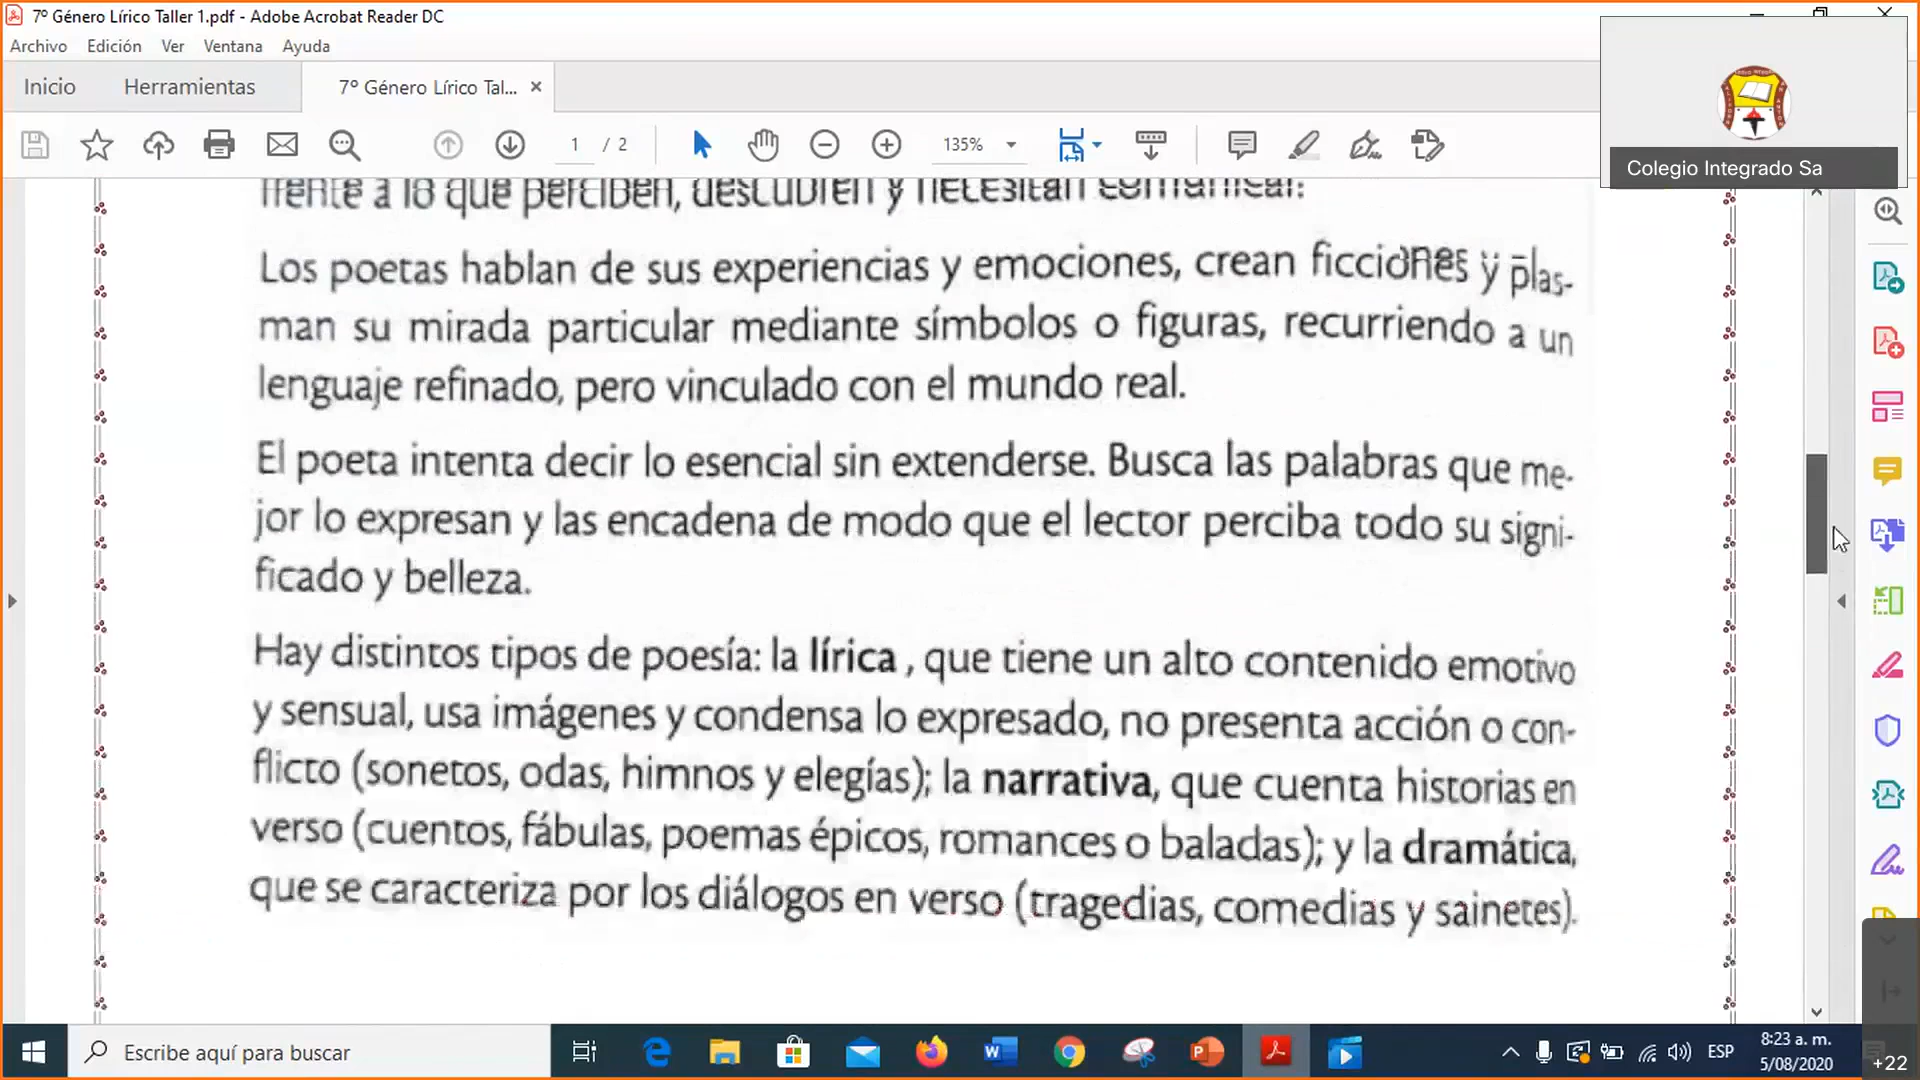 7º Género Lírico Taller 1.pdf - Adobe Acrobat Reader DC
Archivo Edición Ver Ventana Ayuda
Inicio Herramientas 7º Género Lírico Tal...
1 / 2 135%
Colegio Integrado Sa
frente a lo que perciben, descubren y necesitan comunicar.
Los poetas hablan de sus experiencias y emociones, crean ficciones y plas-
man su mirada particular mediante símbolos o figuras, recurriendo a un
lenguaje refinado, pero vinculado con el mundo real.
El poeta intenta decir lo esencial sin extenderse. Busca las palabras que me-
jor lo expresan y las encadena de modo que el lector perciba todo su signi-
ficado y belleza.
Hay distintos tipos de poesía: la lírica , que tiene un alto contenido emotivo
y sensual, usa imágenes y condensa lo expresado, no presenta acción o con-
flicto (sonetos, odas, himnos y elegías); la narrativa, que cuenta historias en
verso (cuentos, fábulas, poemas épicos, romances o baladas); y la dramática,
que se caracteriza por los diálogos en verso (tragedias, comedias y sainetes).
Escribe aquí para buscar
ESP
8:23 a. m.
5/08/2020
+22